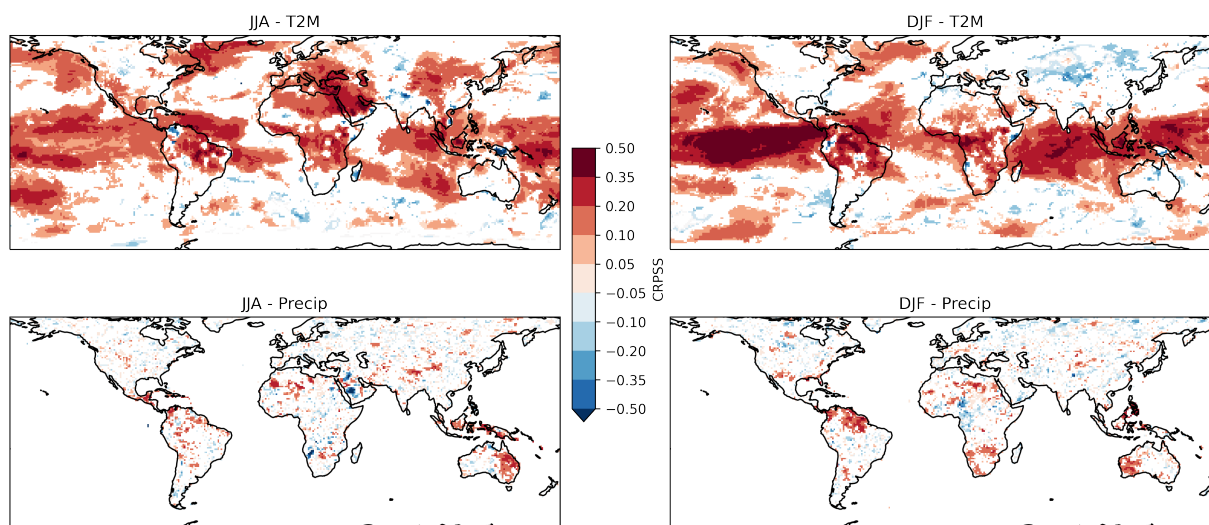 JJA - T2M
DJF - T2M
0.50
0.35
0.20
0.10
0.05
−0.05
−0.10
−0.20
−0.35
−0.50
CRPSS
JJA - Precip
DJF - Precip